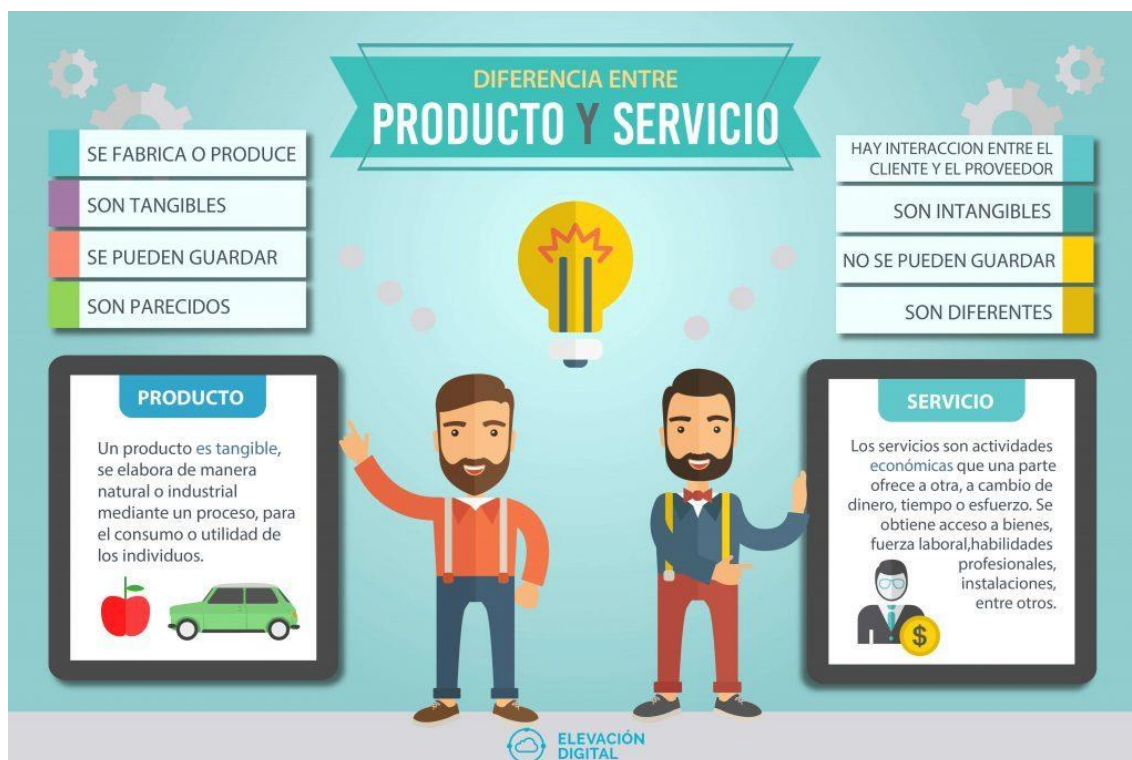 DIFERENCIA ENTRE
PRODUCTO Y SERVICIO
SE FABRICA O PRODUCE
SON TANGIBLES
SE PUEDEN GUARDAR
SON PARECIDOS
HAY INTERACCION ENTRE EL
CLIENTE Y EL PROVEEDOR
SON INTANGIBLES
NO SE PUEDEN GUARDAR
SON DIFERENTES
PRODUCTO
Un producto es tangible,
se elabora de manera
natural o industrial
mediante un proceso, para
el consumo o utilidad de
los individuos.
SERVICIO
Los servicios son actividades
económicas que una parte
ofrece a otra, a cambio de
dinero, tiempo o esfuerzo. Se
obtiene acceso a bienes,
fuerza laboral,habilidades
profesionales,
instalaciones,
entre otros.
$
ELEVACIÓN
DIGITAL